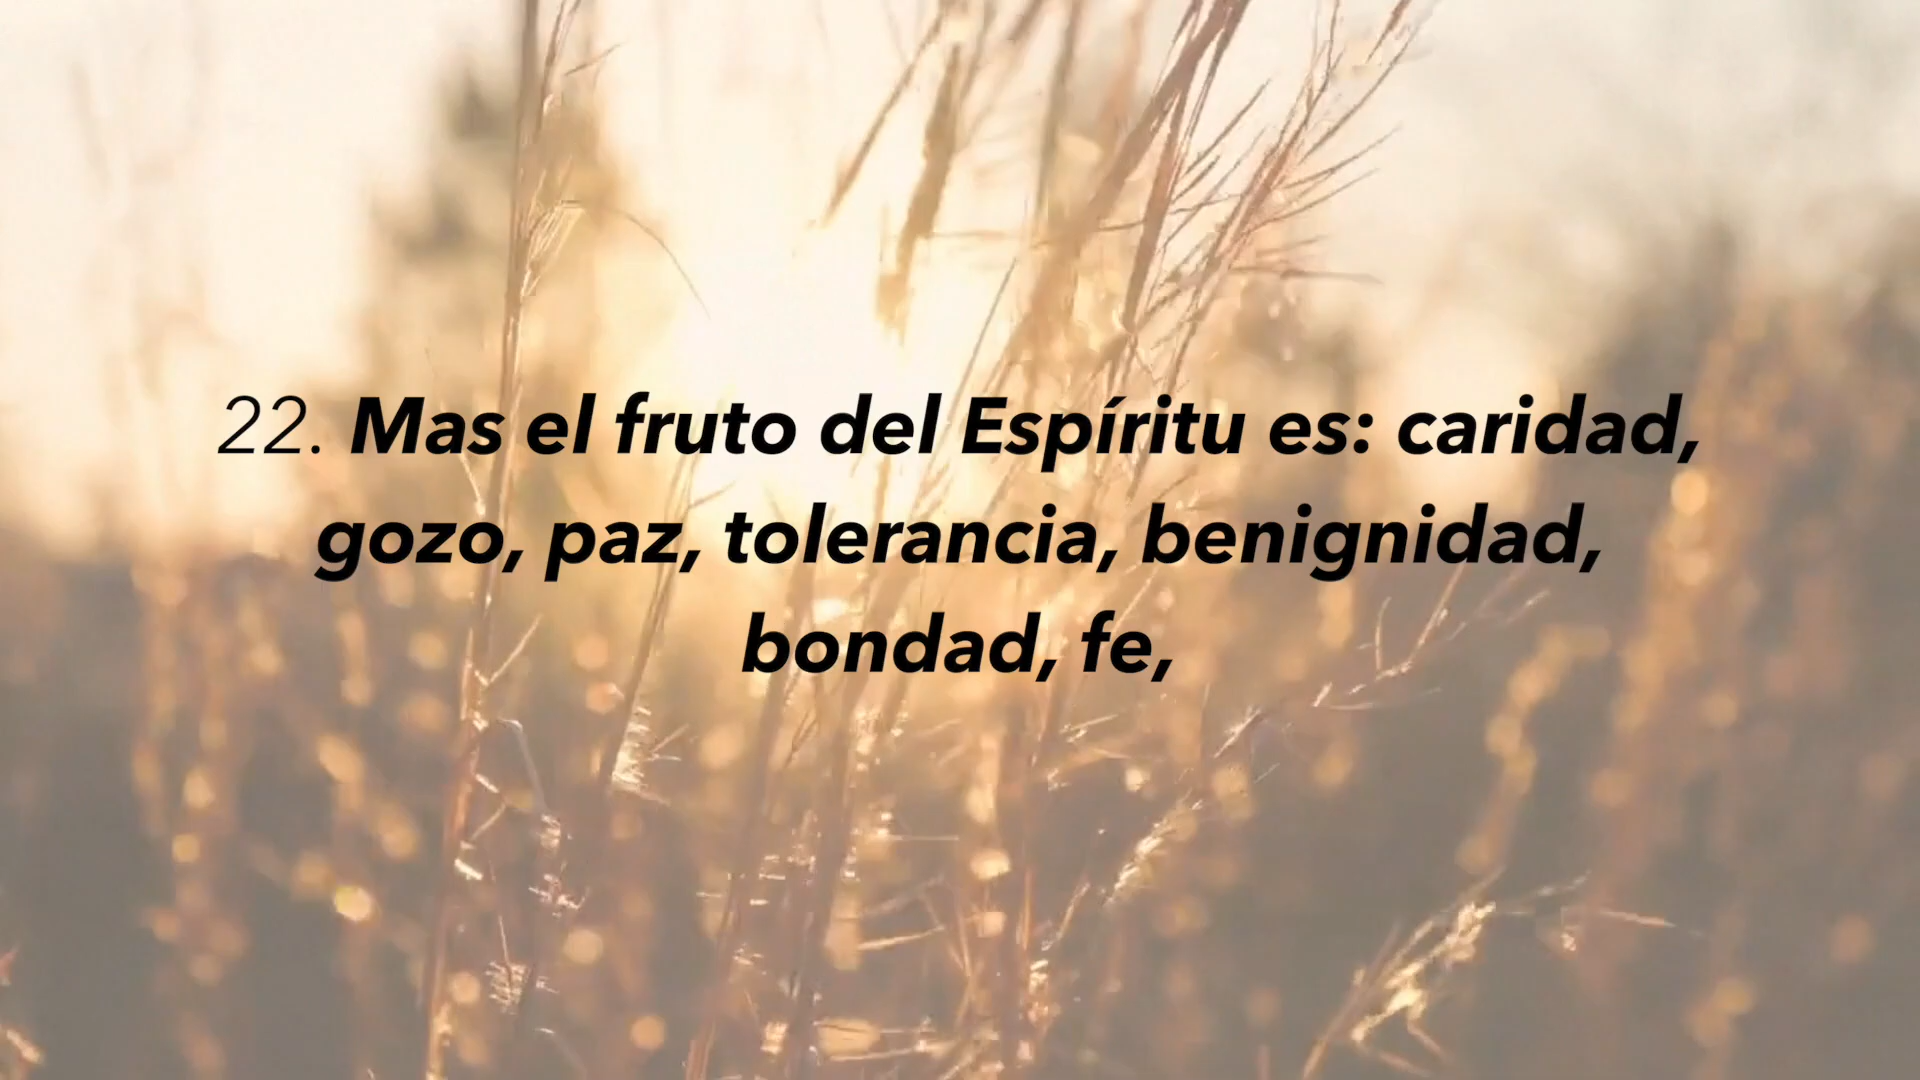 22. Mas el fruto del Espíritu es: caridad,
gozo, paz, tolerancia, benignidad,
bondad, fe,